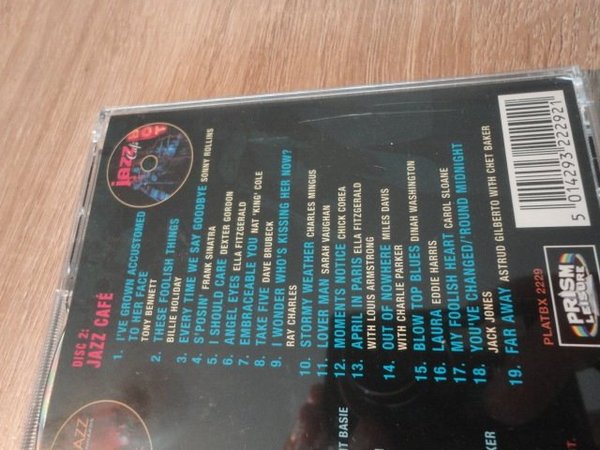 DISC 2:
JAZZ CAFÉ
1. I'VE GROWN ACCUSTOMED
TO HER FACE
TONY BENNETT
2. THESE FOOLISH THINGS
BILLIE HOLIDAY
3. EVERY TIME WE SAY GOODBYE SONNY ROLLINS
4. S'POSIN' FRANK SINATRA
5. I SHOULD CARE DEXTER GORDON
6. ANGEL EYES ELLA FITZGERALD
7. EMBRACEABLE YOU NAT 'KING' COLE
8. TAKE FIVE DAVE BRUBECK
9. I WONDER WHO'S KISSING HER NOW?
RAY CHARLES
10. STORMY WEATHER CHARLES MINGUS
11. LOVER MAN SARAH VAUGHAN
12. MOMENTS NOTICE CHICK COREA
13. APRIL IN PARIS ELLA FITZGERALD
WITH LOUIS ARMSTRONG
14. OUT OF NOWHERE MILES DAVIS
WITH CHARLIE PARKER
15. BLOW TOP BLUES DINAH WASHINGTON
16. LAURA EDDIE HARRIS
17. MY FOOLISH HEART CAROL SLOANE
18. YOU'VE CHANGED/'ROUND MIDNIGHT
JACK JONES
19. FAR AWAY ASTRUD GILBERTO WITH CHET BAKER
jazz
Café
5 014293 222921
PLATBX 2229
PRISM
LEISURE
JAZZ
BASIE